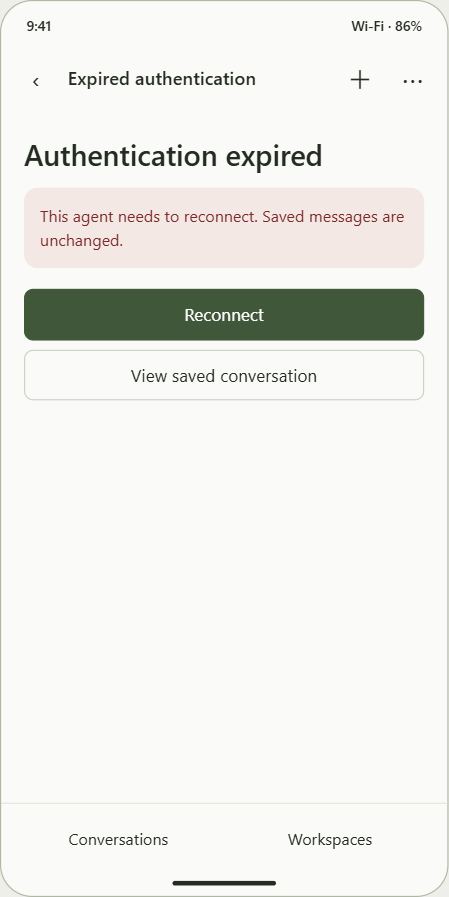 9:41
Wi-Fi · 86%
‹ Expired authentication + ...
Authentication expired
This agent needs to reconnect. Saved messages are
unchanged.
Reconnect
View saved conversation
Conversations
Workspaces